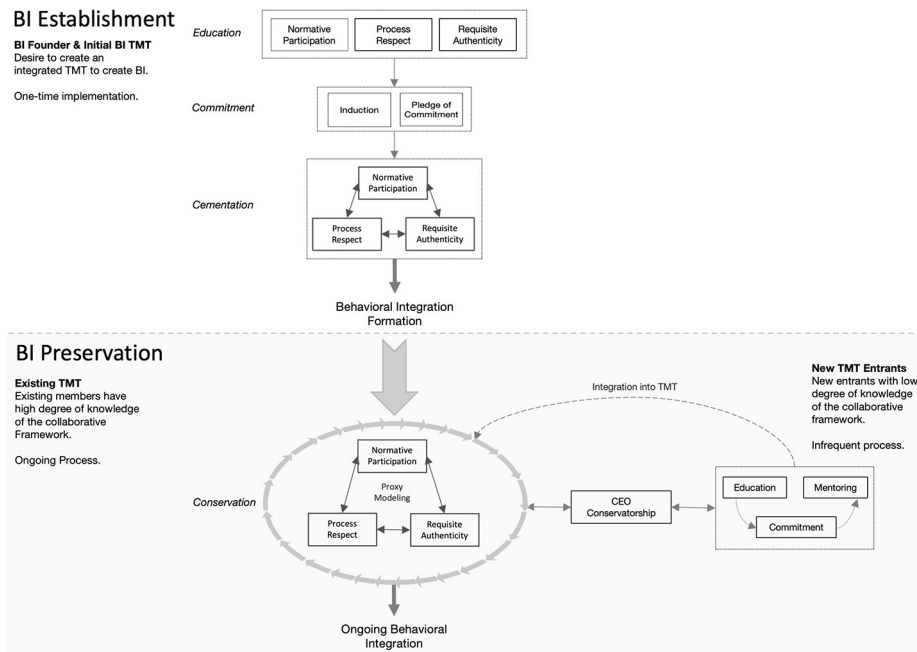 BI Establishment
BI Founder & Initial BI TMT
Desire to create an
integrated TMT to create BI.
One-time implementation.
Education
Normative
Participation
Process
Respect
Requisite
Authenticity
Commitment
Induction
Pledge of
Commitment
Cementation
Normative
Participation
Process
Respect
Requisite
Authenticity
Behavioral Integration
Formation
BI Preservation
Existing TMT
Existing members have
high degree of knowledge
of the collaborative
Framework.
Ongoing Process.
New TMT Entrants
New entrants with low
degree of knowledge
of the collaborative
framework.
Infrequent process.
Integration into TMT
Conservation
Normative
Participation
Proxy
Modeling
Process
Respect
Requisite
Authenticity
CEO
Conservatorship
Education
Mentoring
Commitment
Ongoing Behavioral
Integration